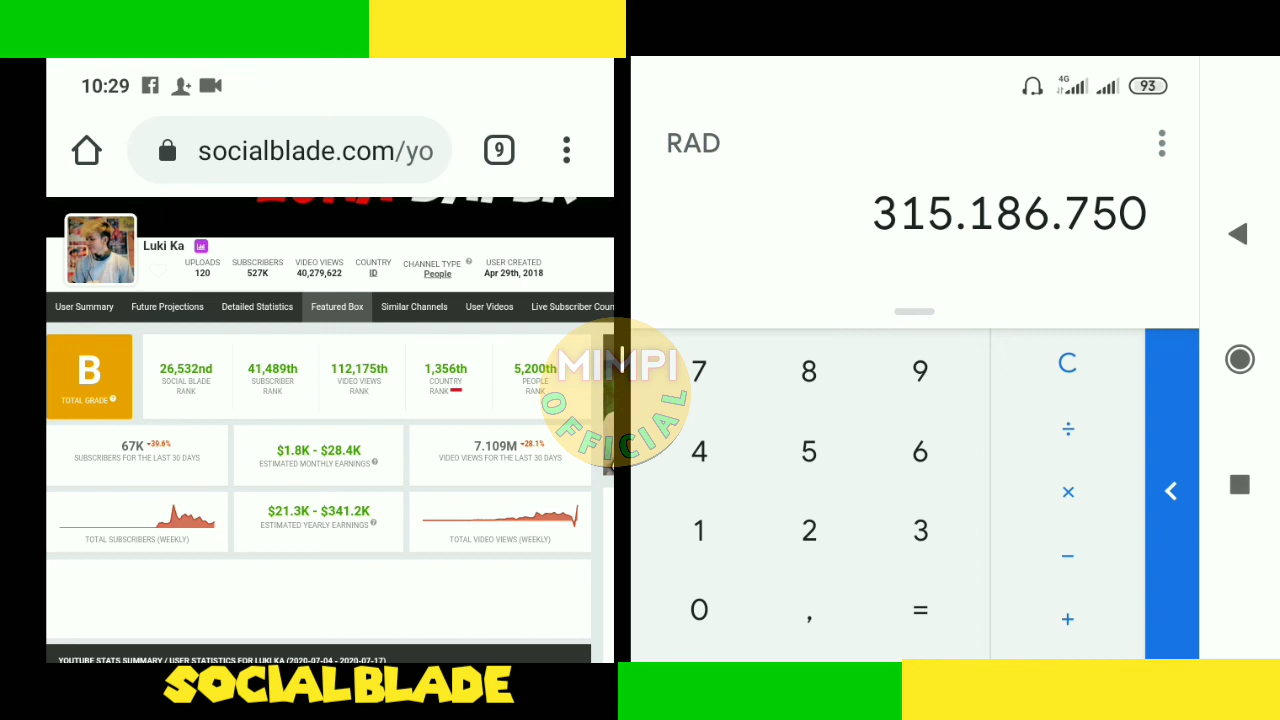 10:29
socialblade.com/yo
9
Luki Ka
UPLOADS
120
SUBSCRIBERS
527K
VIDEO VIEWS
40,279,622
COUNTRY
ID
CHANNEL TYPE
People
USER CREATED
Apr 29th, 2018
User Summary Future Projections Detailed Statistics Featured Box Similar Channels User Videos Live Subscriber Coun
B
TOTAL GRADE
26,532nd
SOCIAL BLADE
RANK
41,489th
SUBSCRIBER
RANK
112,175th
VIDEO VIEWS
RANK
1,356th
COUNTRY
RANK
5,200th
PEOPLE
RANK
67K -39.6%
SUBSCRIBERS FOR THE LAST 30 DAYS
$1.8K - $28.4K
ESTIMATED MONTHLY EARNINGS
7.109M -28.1%
VIDEO VIEWS FOR THE LAST 30 DAYS
TOTAL SUBSCRIBERS (WEEKLY)
$21.3K - $341.2K
ESTIMATED YEARLY EARNINGS
TOTAL VIDEO VIEWS (WEEKLY)
YOUTUBE STATS SUMMARY / USER STATISTICS FOR LUKI KA (2020-07-04 - 2020-07-17)
SOCIALBLADE
MIMPI
OFFICIAL
4G
93
RAD
315.186.750
7 8 9 C
÷
4 5 6
×
1 2 3
−
0 , = +